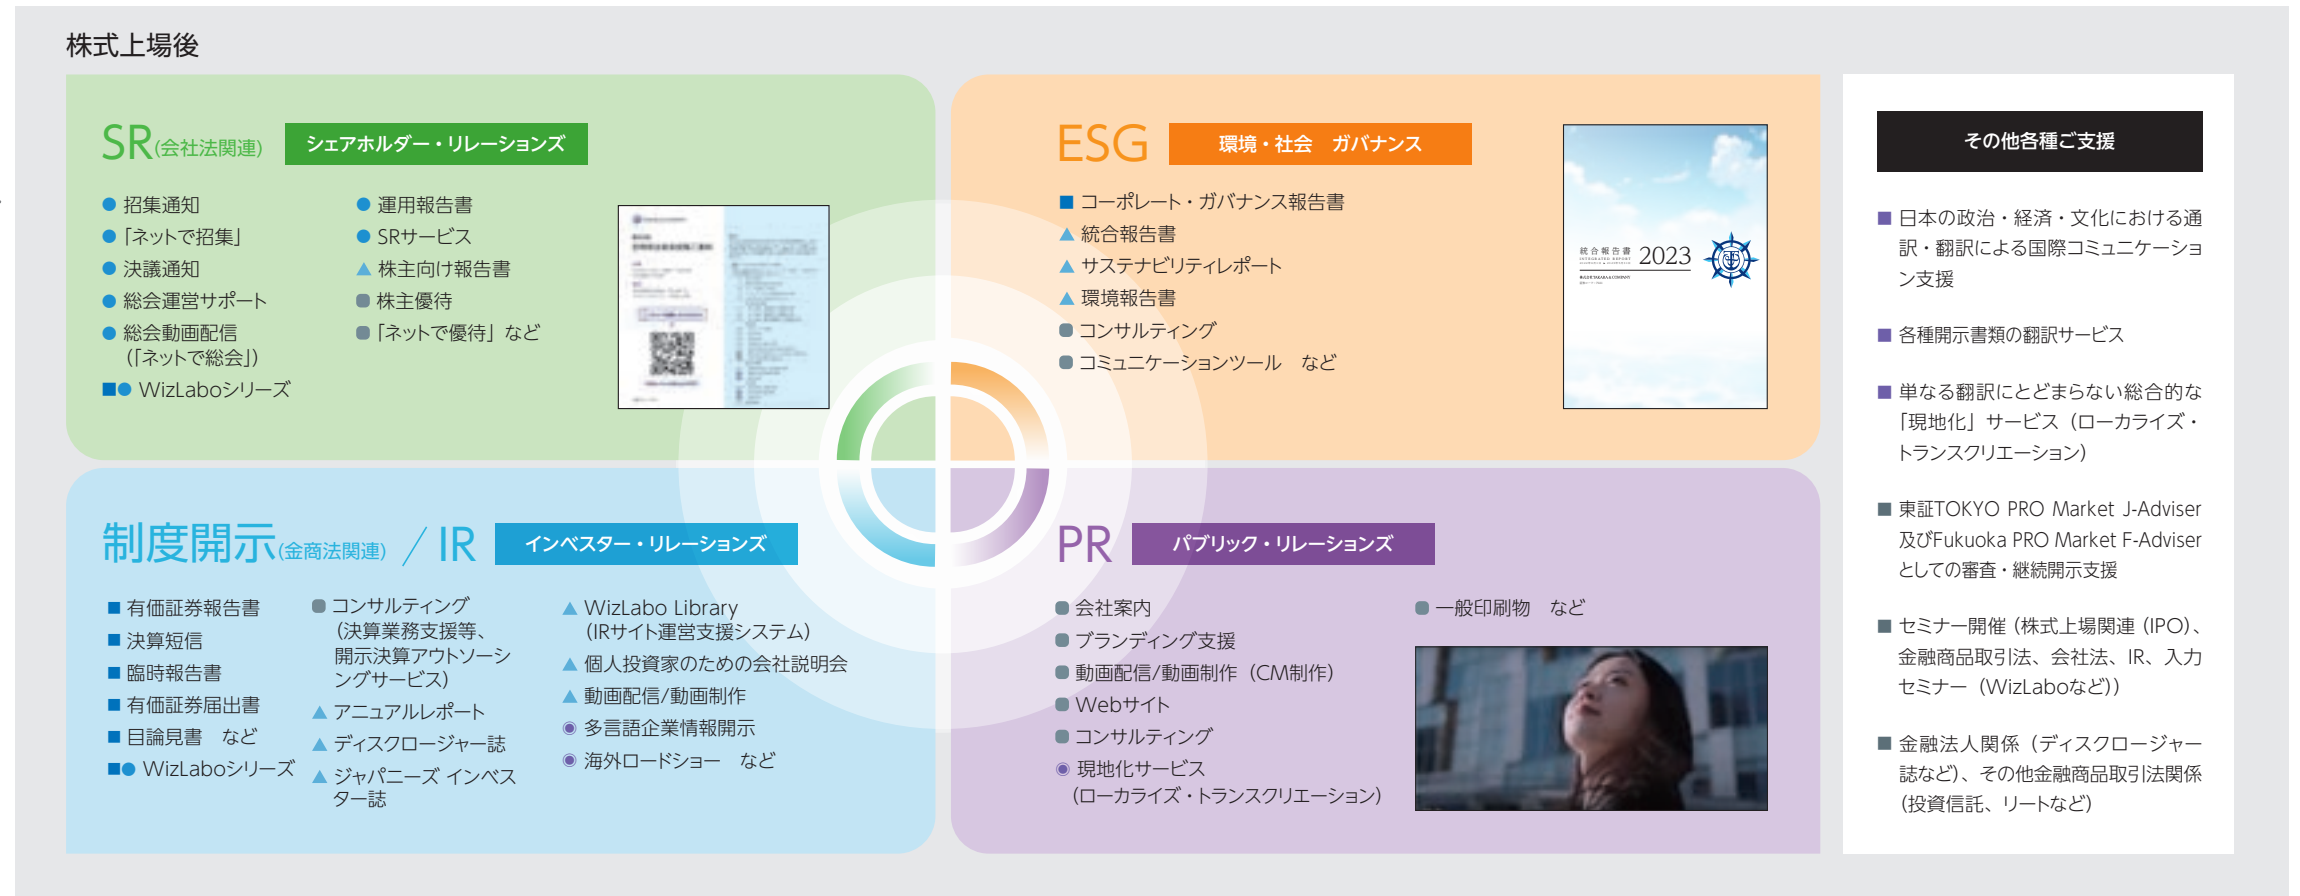 株式上場後
SR(会社法関連)
シェアホルダー・リレーションズ
● 招集通知
● 「ネットで招集」
● 決議通知
● 総会運営サポート
● 総会動画配信
(「ネットで総会」)
■● WizLaboシリーズ
● 運用報告書
● SRサービス
▲ 株主向け報告書
■ 株主優待
■ 「ネットで優待」など
ESG
環境・社会　ガバナンス
■ コーポレート・ガバナンス報告書
▲ 統合報告書
▲ サステナビリティレポート
▲ 環境報告書
■ コンサルティング
■ コミュニケーションツール　など
統合報告書 2023
INTEGRATED REPORT
制度開示(金商法関連) / IR
インベスター・リレーションズ
■ 有価証券報告書
■ 決算短信
■ 臨時報告書
■ 有価証券届出書
■ 目論見書　など
■● WizLaboシリーズ
■ コンサルティング
(決算業務支援等、
開示決算アウトソーシ
ングサービス)
▲ アニュアルレポート
▲ ディスクロージャー誌
▲ ジャパニーズ インベス
ター誌
▲ WizLabo Library
(IRサイト運営支援システム)
▲ 個人投資家のための会社説明会
▲ 動画配信/動画制作
◉ 多言語企業情報開示
◉ 海外ロードショー　など
PR
パブリック・リレーションズ
■ 会社案内
■ ブランディング支援
■ 動画配信/動画制作（CM制作）
■ Webサイト
■ コンサルティング
◉ 現地化サービス
(ローカライズ・トランスクリエーション)
■ 一般印刷物　など
その他各種ご支援
■ 日本の政治・経済・文化における通
訳・翻訳による国際コミュニケーショ
ン支援
■ 各種開示書類の翻訳サービス
■ 単なる翻訳にとどまらない総合的な
「現地化」サービス（ローカライズ・
トランスクリエーション）
■ 東証TOKYO PRO Market J-Adviser
及びFukuoka PRO Market F-Adviser
としての審査・継続開示支援
■ セミナー開催（株式上場関連（IPO）、
金融商品取引法、会社法、IR、入力
セミナー（WizLaboなど））
■ 金融法人関係（ディスクロージャー
誌など）、その他金融商品取引法関係
（投資信託、リートなど）